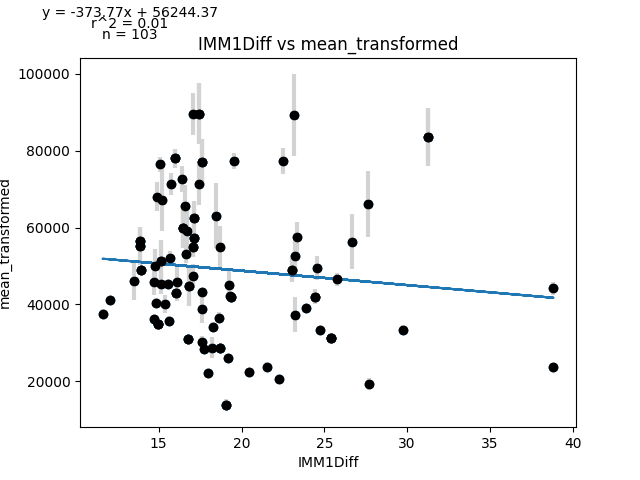 y = -373.77x + 56244.37
r^2 = 0.01
n = 103
IMM1Diff vs mean_transformed
100000
80000
60000
40000
20000
mean_transformed
15
20
25
30
35
40
IMM1Diff